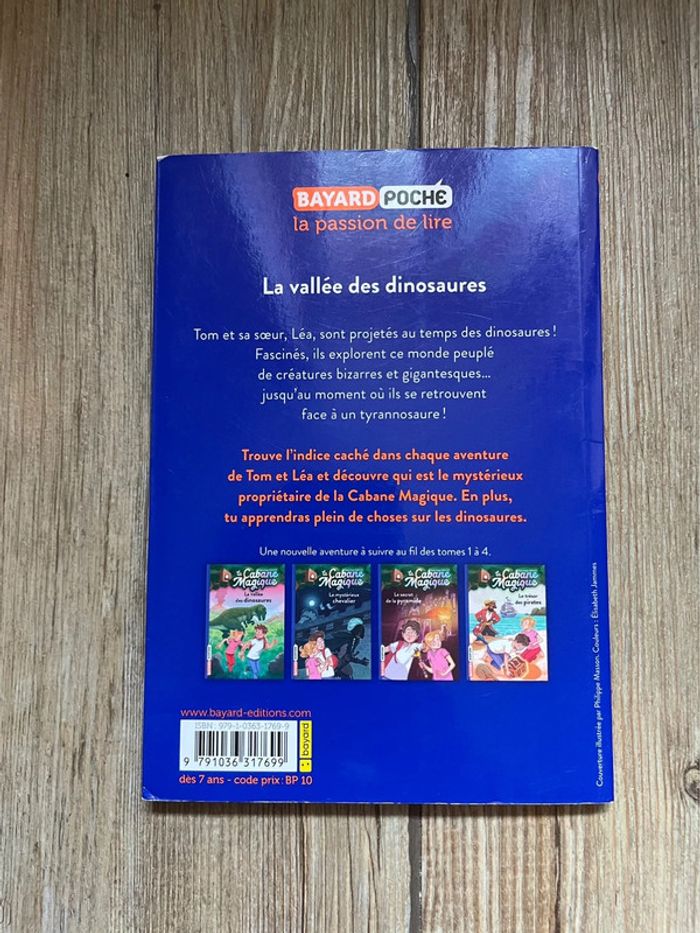 BAYARD POCHE
la passion de lire
La vallée des dinosaures
Tom et sa sœur, Léa, sont projetés au temps des dinosaures !
Fascinés, ils explorent ce monde peuplé
de créatures bizarres et gigantesques...
jusqu'au moment où ils se retrouvent
face à un tyrannosaure !
Trouve l'indice caché dans chaque aventure
de Tom et Léa et découvre qui est le mystérieux
propriétaire de la Cabane Magique. En plus,
tu apprendras plein de choses sur les dinosaures.
Une nouvelle aventure à suivre au fil des tomes 1 à 4.
la Cabane Magique
La vallée
des dinosaures
la Cabane Magique
Le mystérieux
chevalier
la Cabane Magique
Le secret
de la pyramide
la Cabane Magique
Le trésor
des pirates
www.bayard-editions.com
ISBN : 979-1-0363-1769-9
9 791036 317699
bayard
dès 7 ans - code prix : BP 10
Couverture illustrée par Philippe Masson. Couleurs : Élisabeth Jammes